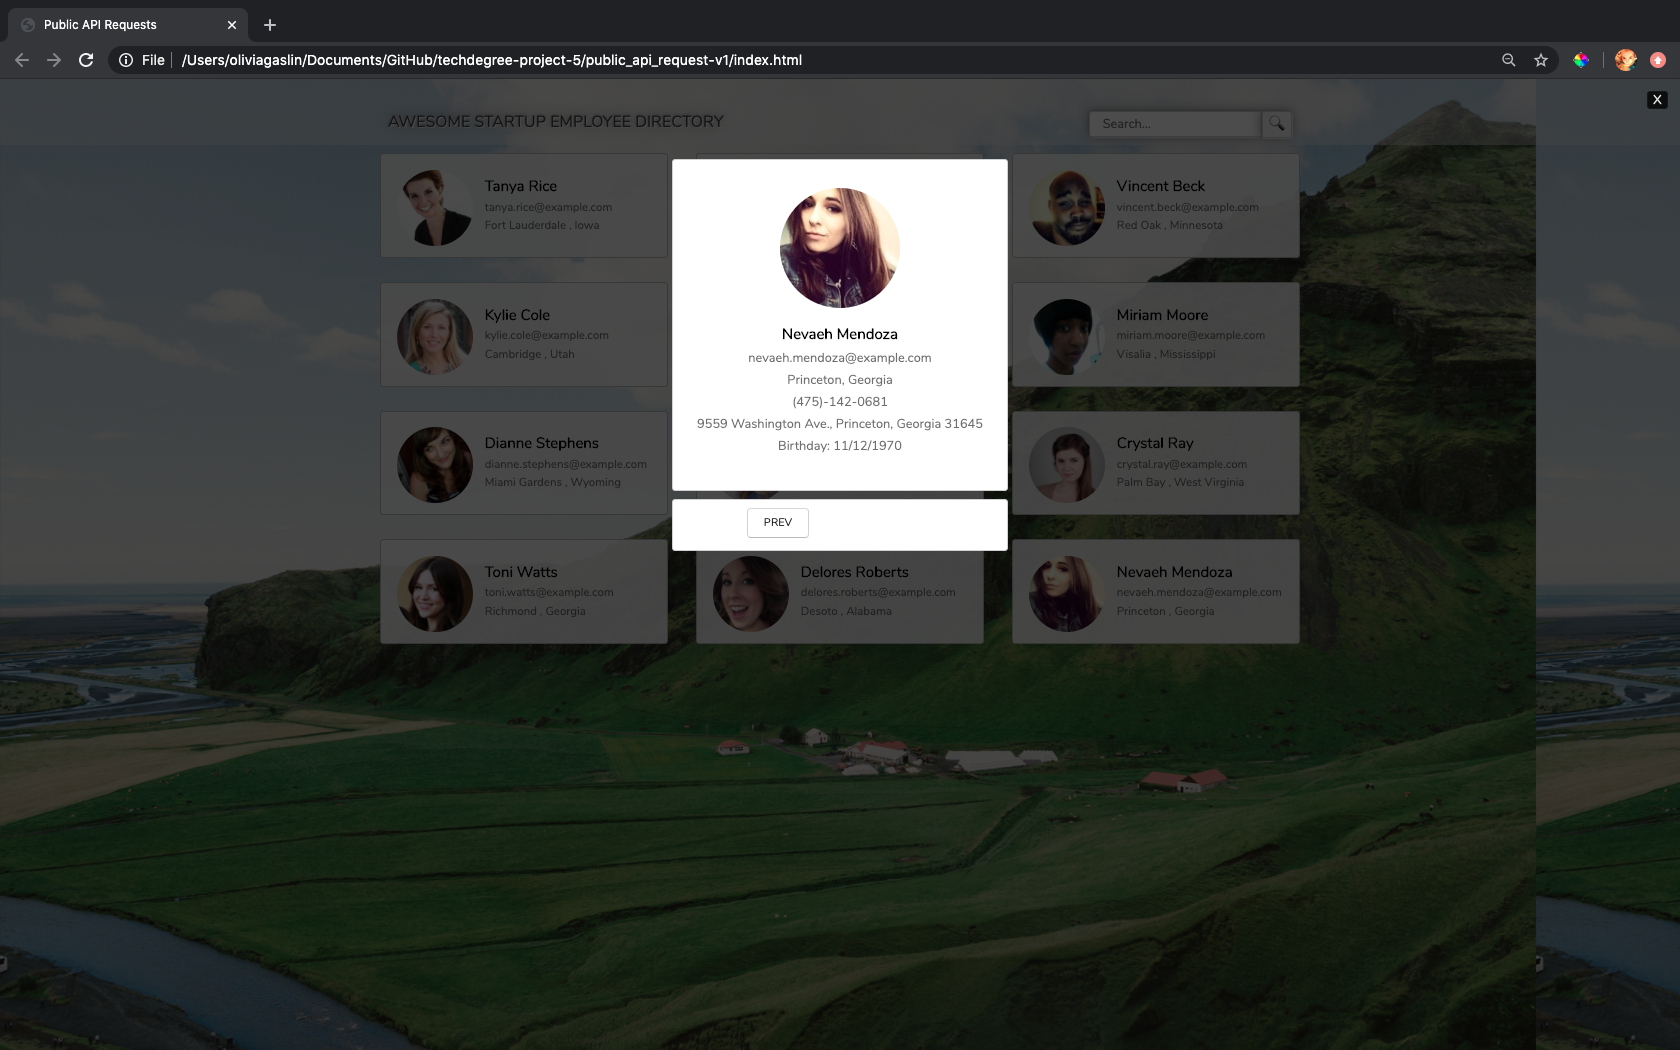 Public API Requests
File
/Users/oliviagaslin/Documents/GitHub/techdegree-project-5/public_api_request-v1/index.html
X
AWESOME STARTUP EMPLOYEE DIRECTORY
Search...
Tanya Rice
tanya.rice@example.com
Fort Lauderdale , Iowa
Vincent Beck
vincent.beck@example.com
Red Oak , Minnesota
Kylie Cole
kylie.cole@example.com
Cambridge , Utah
Miriam Moore
miriam.moore@example.com
Visalia , Mississippi
Dianne Stephens
dianne.stephens@example.com
Miami Gardens , Wyoming
Crystal Ray
crystal.ray@example.com
Palm Bay , West Virginia
Toni Watts
toni.watts@example.com
Richmond , Georgia
Delores Roberts
delores.roberts@example.com
Desoto , Alabama
Nevaeh Mendoza
nevaeh.mendoza@example.com
Princeton , Georgia
Nevaeh Mendoza
nevaeh.mendoza@example.com
Princeton, Georgia
(475)-142-0681
9559 Washington Ave., Princeton, Georgia 31645
Birthday: 11/12/1970
PREV